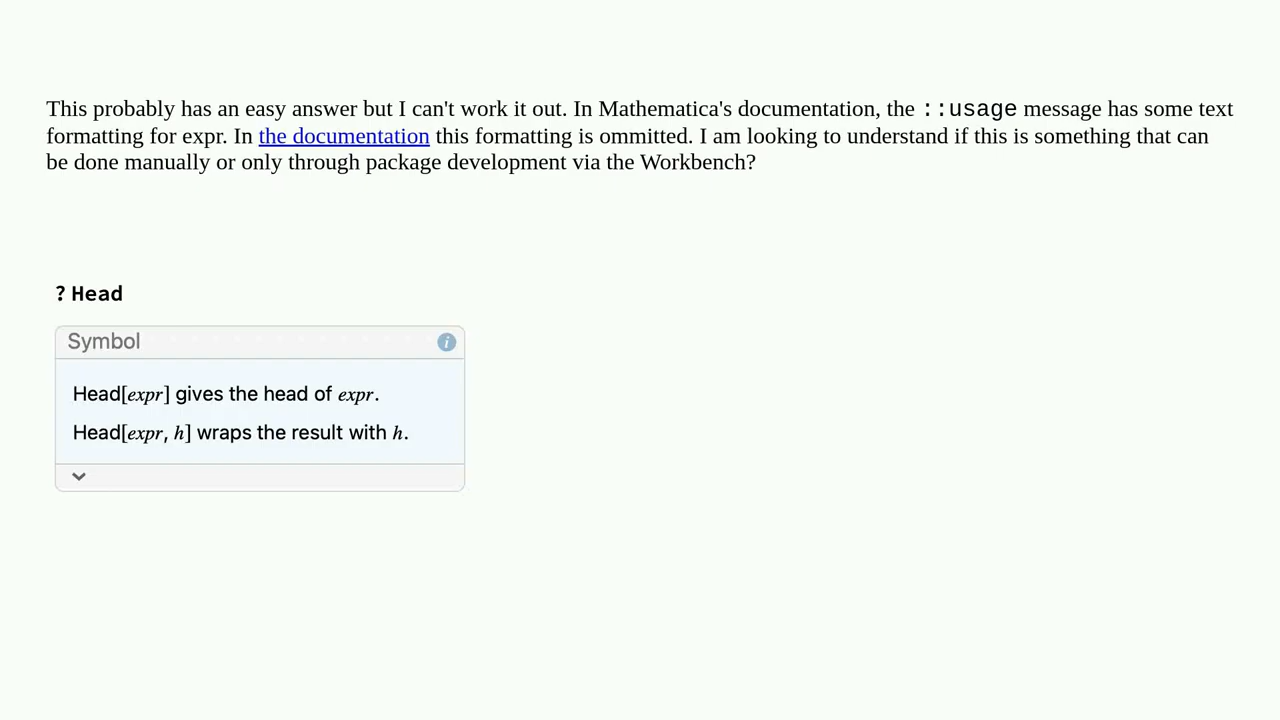 This probably has an easy answer but I can't work it out. In Mathematica's documentation, the ::usage message has some text
formatting for expr. In the documentation this formatting is ommitted. I am looking to understand if this is something that can
be done manually or only through package development via the Workbench?
? Head
Symbol
Head[expr] gives the head of expr.
Head[expr, h] wraps the result with h.